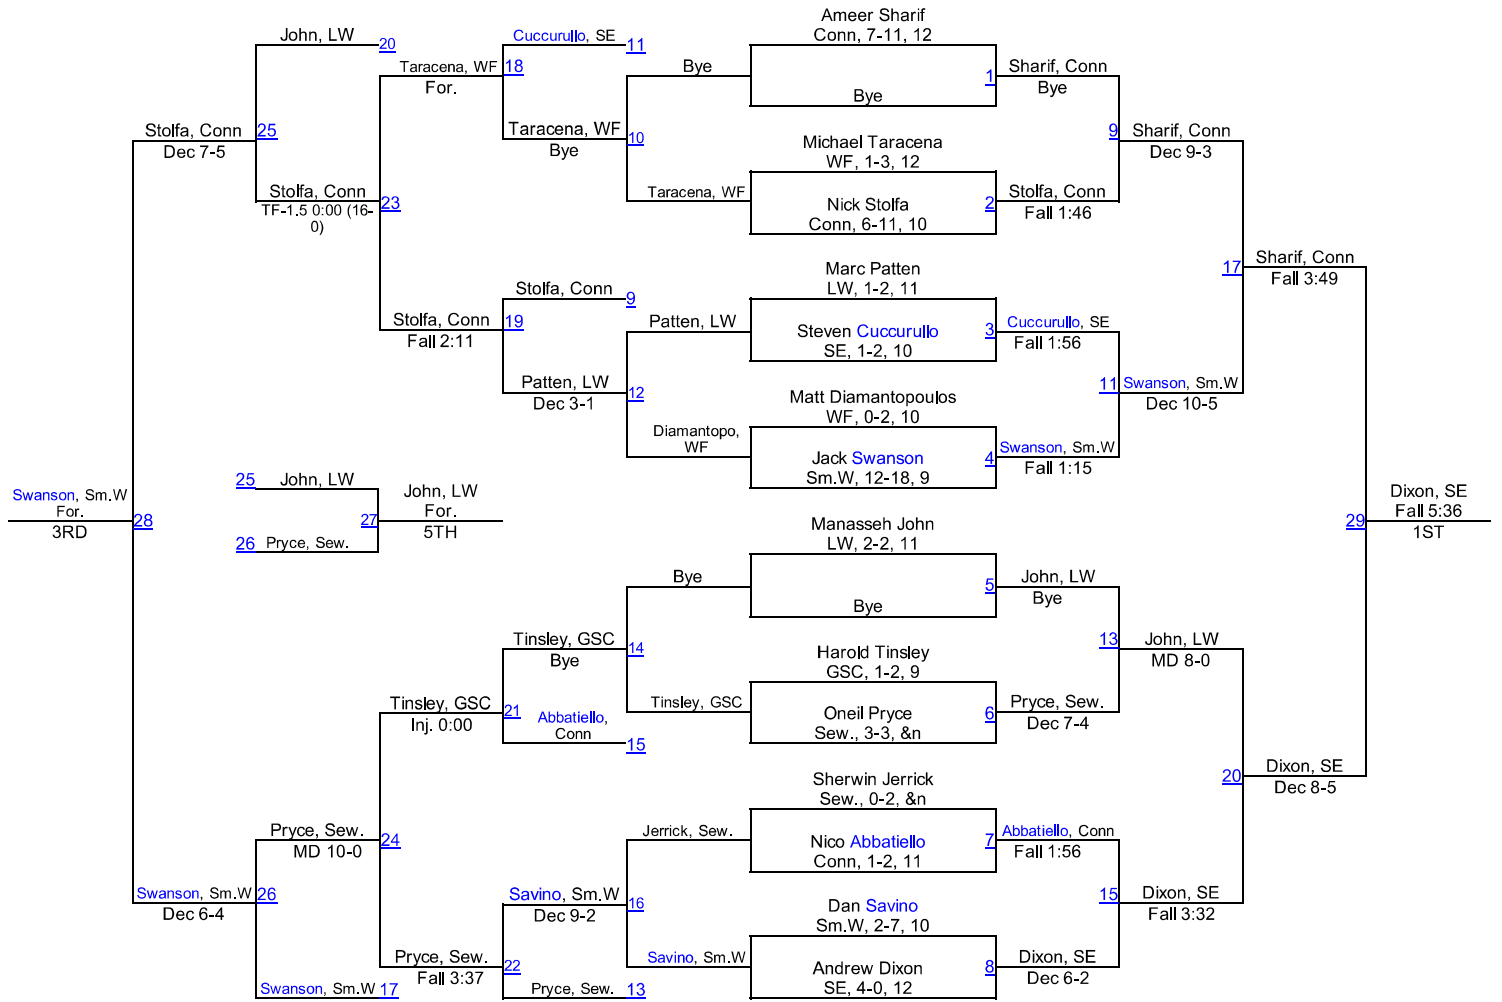 Ameer Sharif
Conn, 7-11, 12
Bye
1
Sharif, Conn
Bye
Michael Taracena
WF, 1-3, 12
Nick Stolfa
Conn, 6-11, 10
2
Stolfa, Conn
Fall 1:46
9
Sharif, Conn
Dec 9-3
Marc Patten
LW, 1-2, 11
Steven Cuccurullo
SE, 1-2, 10
3
Cuccurullo, SE
Fall 1:56
Matt Diamantopoulos
WF, 0-2, 10
Jack Swanson
Sm.W, 12-18, 9
4
Swanson, Sm.W
Fall 1:15
11
Swanson, Sm.W
Dec 10-5
17
Sharif, Conn
Fall 3:49
Manasseh John
LW, 2-2, 11
Bye
5
John, LW
Bye
Harold Tinsley
GSC, 1-2, 9
Oneil Pryce
Sew., 3-3, &n
6
Pryce, Sew.
Dec 7-4
13
John, LW
MD 8-0
Sherwin Jerrick
Sew., 0-2, &n
Nico Abbatiello
Conn, 1-2, 11
7
Abbatiello, Conn
Fall 1:56
Dan Savino
Sm.W, 2-7, 10
Andrew Dixon
SE, 4-0, 12
8
Dixon, SE
Dec 6-2
15
Dixon, SE
Fall 3:32
20
Dixon, SE
Dec 8-5
29
Dixon, SE
Fall 5:36
1ST
Bye
Taracena, WF
10
Taracena, WF
Bye
Cuccurullo, SE
11
18
Taracena, WF
For.
Patten, LW
Diamantopo,
WF
12
Patten, LW
Dec 3-1
Stolfa, Conn
9
19
Stolfa, Conn
Fall 2:11
23
Stolfa, Conn
TF-1.5 0:00 (16-
0)
John, LW
20
25
Stolfa, Conn
Dec 7-5
Bye
Tinsley, GSC
14
Tinsley, GSC
Bye
Abbatiello,
Conn
15
21
Tinsley, GSC
Inj. 0:00
Jerrick, Sew.
Savino, Sm.W
16
Savino, Sm.W
Dec 9-2
Pryce, Sew.
13
22
Pryce, Sew.
Fall 3:37
24
Pryce, Sew.
MD 10-0
Swanson, Sm.W
17
26
Swanson, Sm.W
Dec 6-4
28
Swanson, Sm.W
For.
3RD
25
John, LW
26
Pryce, Sew.
27
John, LW
For.
5TH